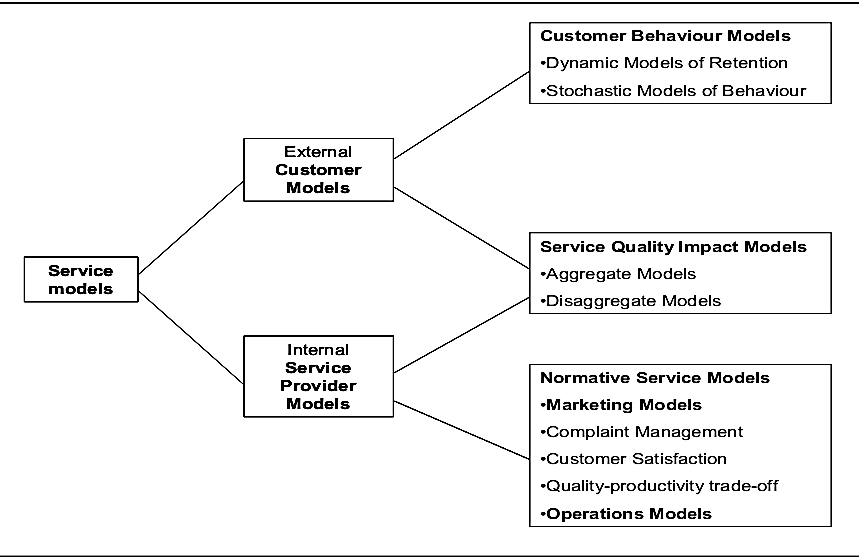 Customer Behaviour Models
•Dynamic Models of Retention
•Stochastic Models of Behaviour
External
Customer
Models
Service
models
Service Quality Impact Models
•Aggregate Models
•Disaggregate Models
Internal
Service
Provider
Models
Normative Service Models
•Marketing Models
•Complaint Management
•Customer Satisfaction
•Quality-productivity trade-off
•Operations Models